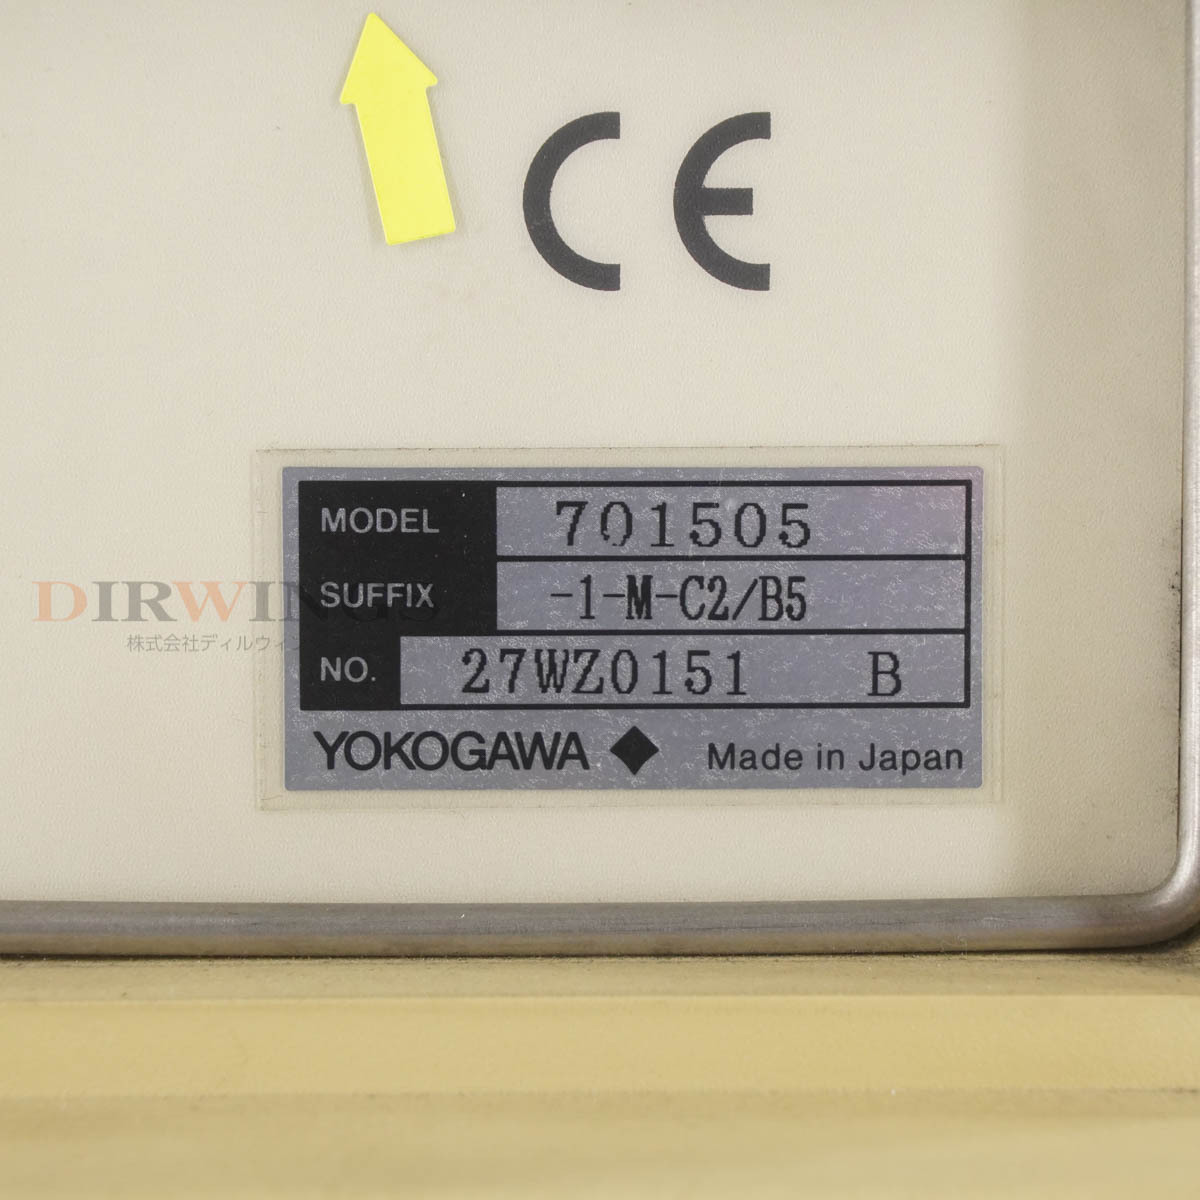 CE
MODEL 701505
SUFFIX -1-M-C2/B5
NO. 27WZ0151 B
YOKOGAWA ◆ Made in Japan
DIRWINGS
株式会社ディルウィン